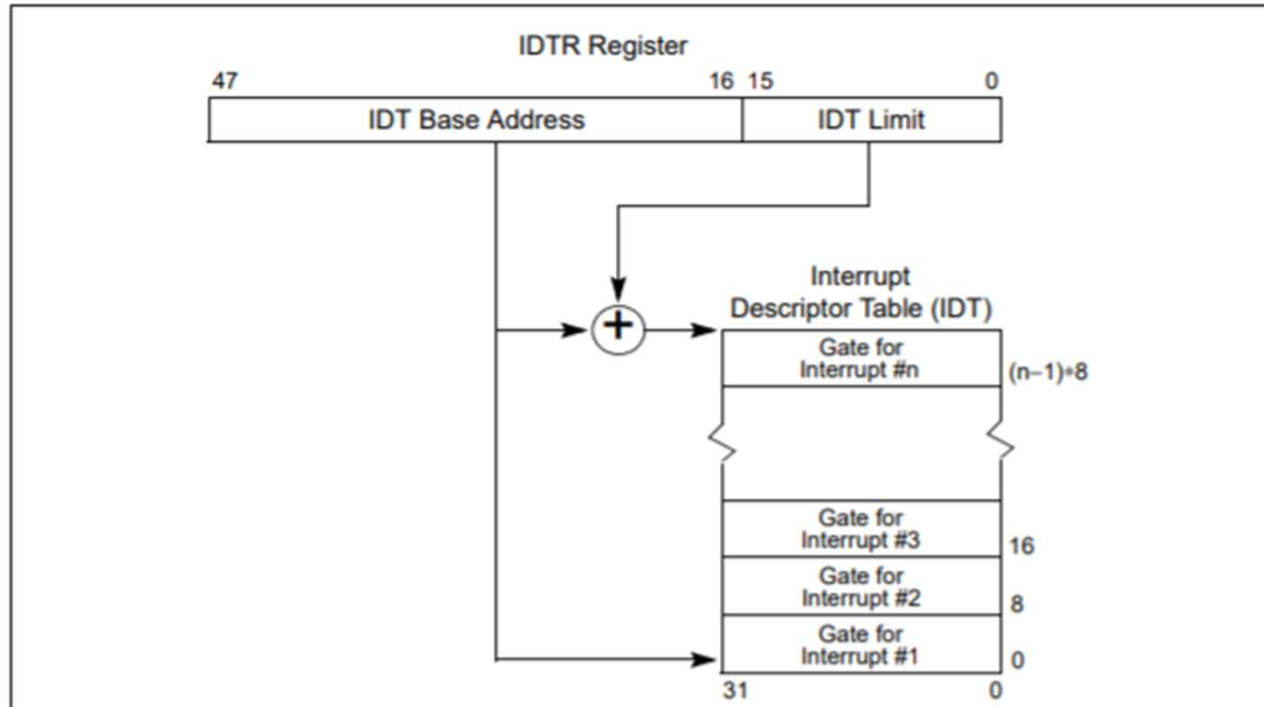 IDTR Register
47 16 15 0
IDT Base Address IDT Limit
+
Interrupt
Descriptor Table (IDT)
Gate for
Interrupt #n
(n−1)∗8
Gate for
Interrupt #3
16
Gate for
Interrupt #2
8
Gate for
Interrupt #1
0
31 0